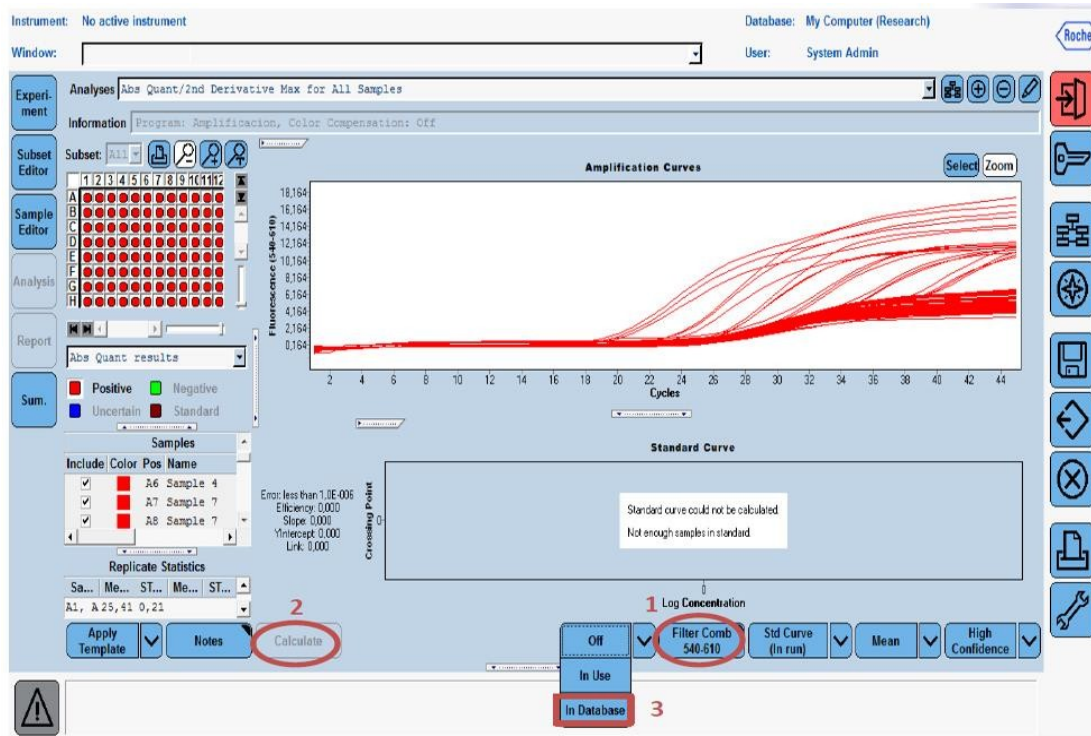 Instrument: No active instrument
Database: My Computer (Research)
Roche
Window:
User: System Admin
Experi-
ment
Analyses Abs Quant/2nd Derivative Max for All Samples
Information Program: Amplificacion, Color Compensation: Off
Subset
Editor
Subset: All
Amplification Curves
Select Zoom
1 2 3 4 5 6 7 8 9 10 11 12
A
B
C
D
E
F
G
H
Sample
Editor
Analysis
Report
Sum.
Fluorescence (540-610)
18,164
16,164
14,164
12,164
10,164
8,164
6,164
4,164
2,164
0,164
2 4 6 8 10 12 14 16 18 20 22 24 26 28 30 32 34 36 38 40 42 44
Cycles
Abs Quant results
Positive Negative
Uncertain Standard
Samples
Include Color Pos Name
A6 Sample 4
A7 Sample 7
A8 Sample 7
Standard Curve
Error: less than 1,0E-006
Efficiency: 0,000
Slope: 0,000
YIntercept: 0,000
Link: 0,000
Crossing Point
0
Standard curve could not be calculated.
Not enough samples in standard.
0
Log Concentration
Replicate Statistics
Sa... Me... ST... Me... ST...
A1, A 25,41 0,21
2
1
Apply
Template
Notes
Calculate
Off
Filter Comb
540-610
Std Curve
(In run)
Mean
High
Confidence
In Use
In Database
3